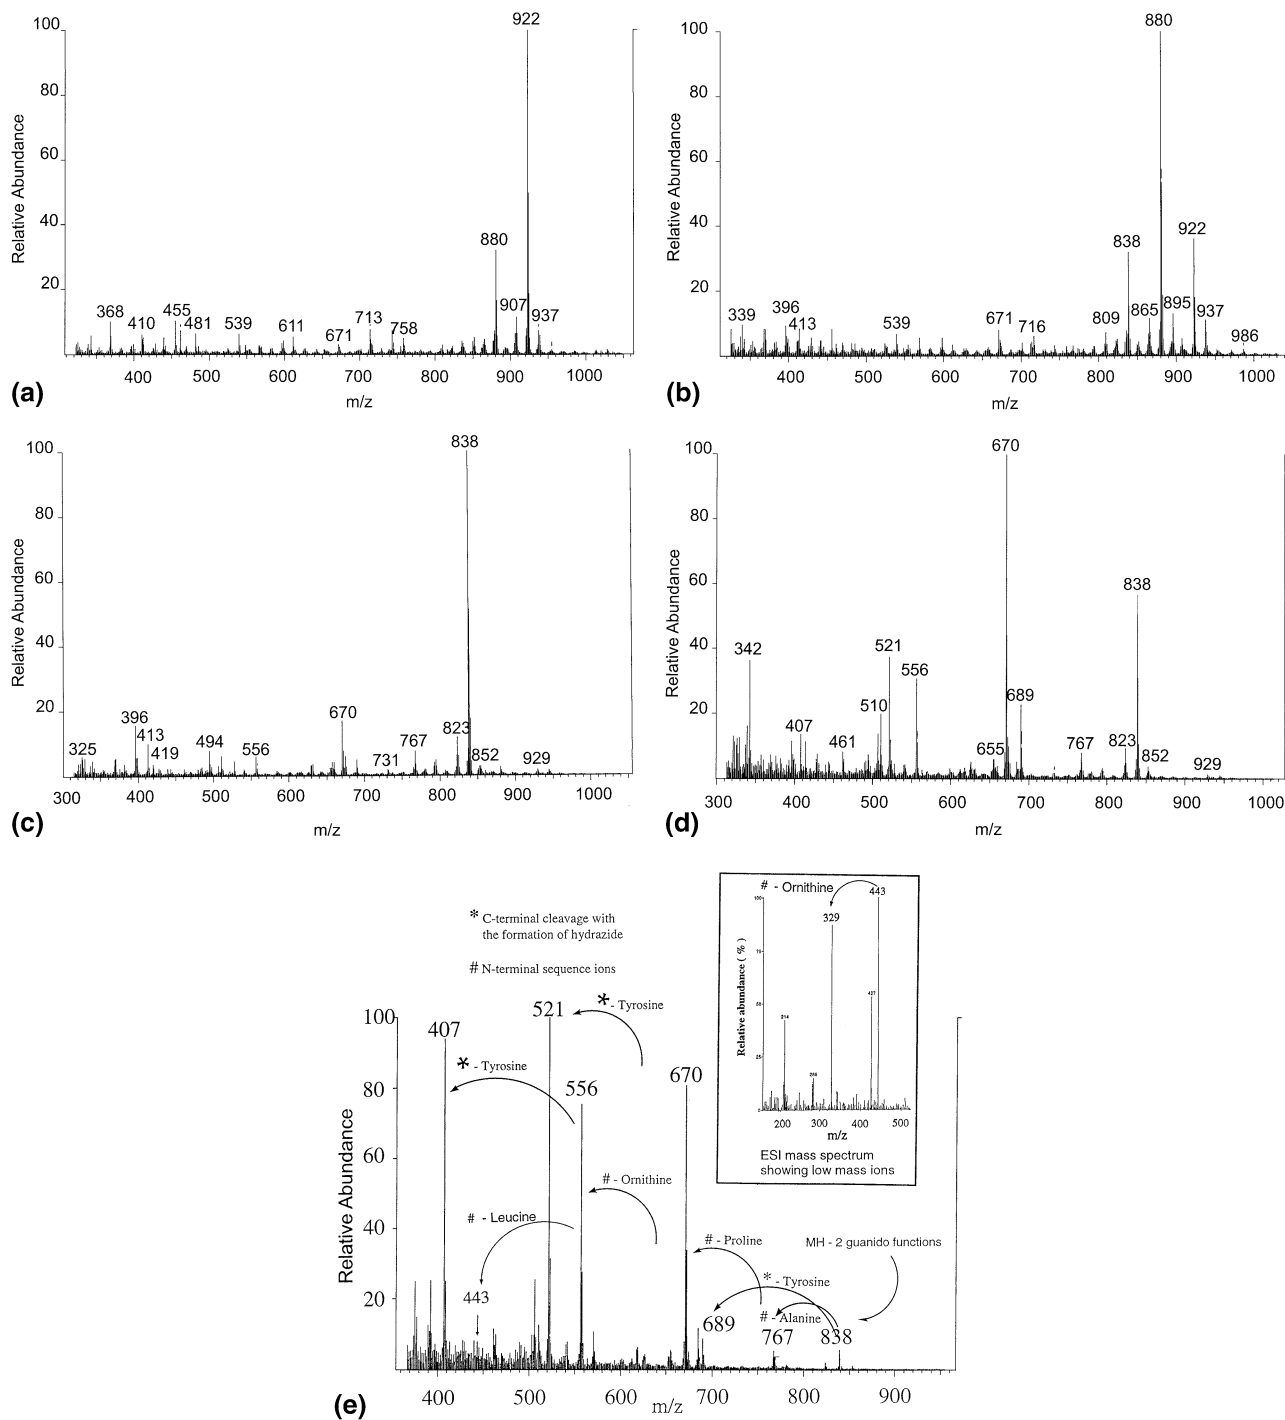 100
922
80
60
40
20
880
907
937
368
410
455
481
539
611
671
713
758
Relative Abundance
400 500 600 700 800 900 1000
m/z
(a)
100
880
80
60
40
20
922
838
339
396
413
539
671
716
809
865
895
937
986
Relative Abundance
400 500 600 700 800 900 1000
m/z
(b)
100
838
80
60
40
20
325
396
413
419
494
556
670
731
767
823
852
929
Relative Abundance
300 400 500 600 700 800 900 1000
m/z
(c)
100
670
80
60
40
20
838
342
407
461
510
521
556
655
689
767
823
852
929
Relative Abundance
300 400 500 600 700 800 900 1000
m/z
(d)
* C-terminal cleavage with
the formation of hydrazide
# N-terminal sequence ions
100
80
60
40
20
Relative Abundance
407
521
* - Tyrosine
* - Tyrosine
556
670
# - Ornithine
# - Leucine
443
# - Proline
MH - 2 guanido functions
* - Tyrosine
# - Alanine
689
767
838
400 500 600 700 800 900
m/z
(e)
# - Ornithine
443
329
100
75
50
25
0
427
214
Relative abundance ( % )
200 300 400 500
m/z
ESI mass spectrum
showing low mass ions